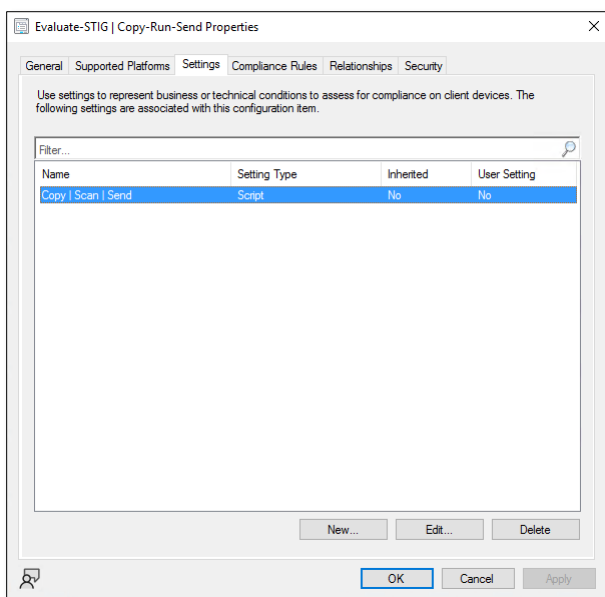 Evaluate-STIG | Copy-Run-Send Properties
General Supported Platforms Settings Compliance Rules Relationships Security
Use settings to represent business or technical conditions to assess for compliance on client devices. The
following settings are associated with this configuration item.
Filter...
Name Setting Type Inherited User Setting
Copy | Scan | Send Script No No
New... Edit... Delete
OK Cancel Apply